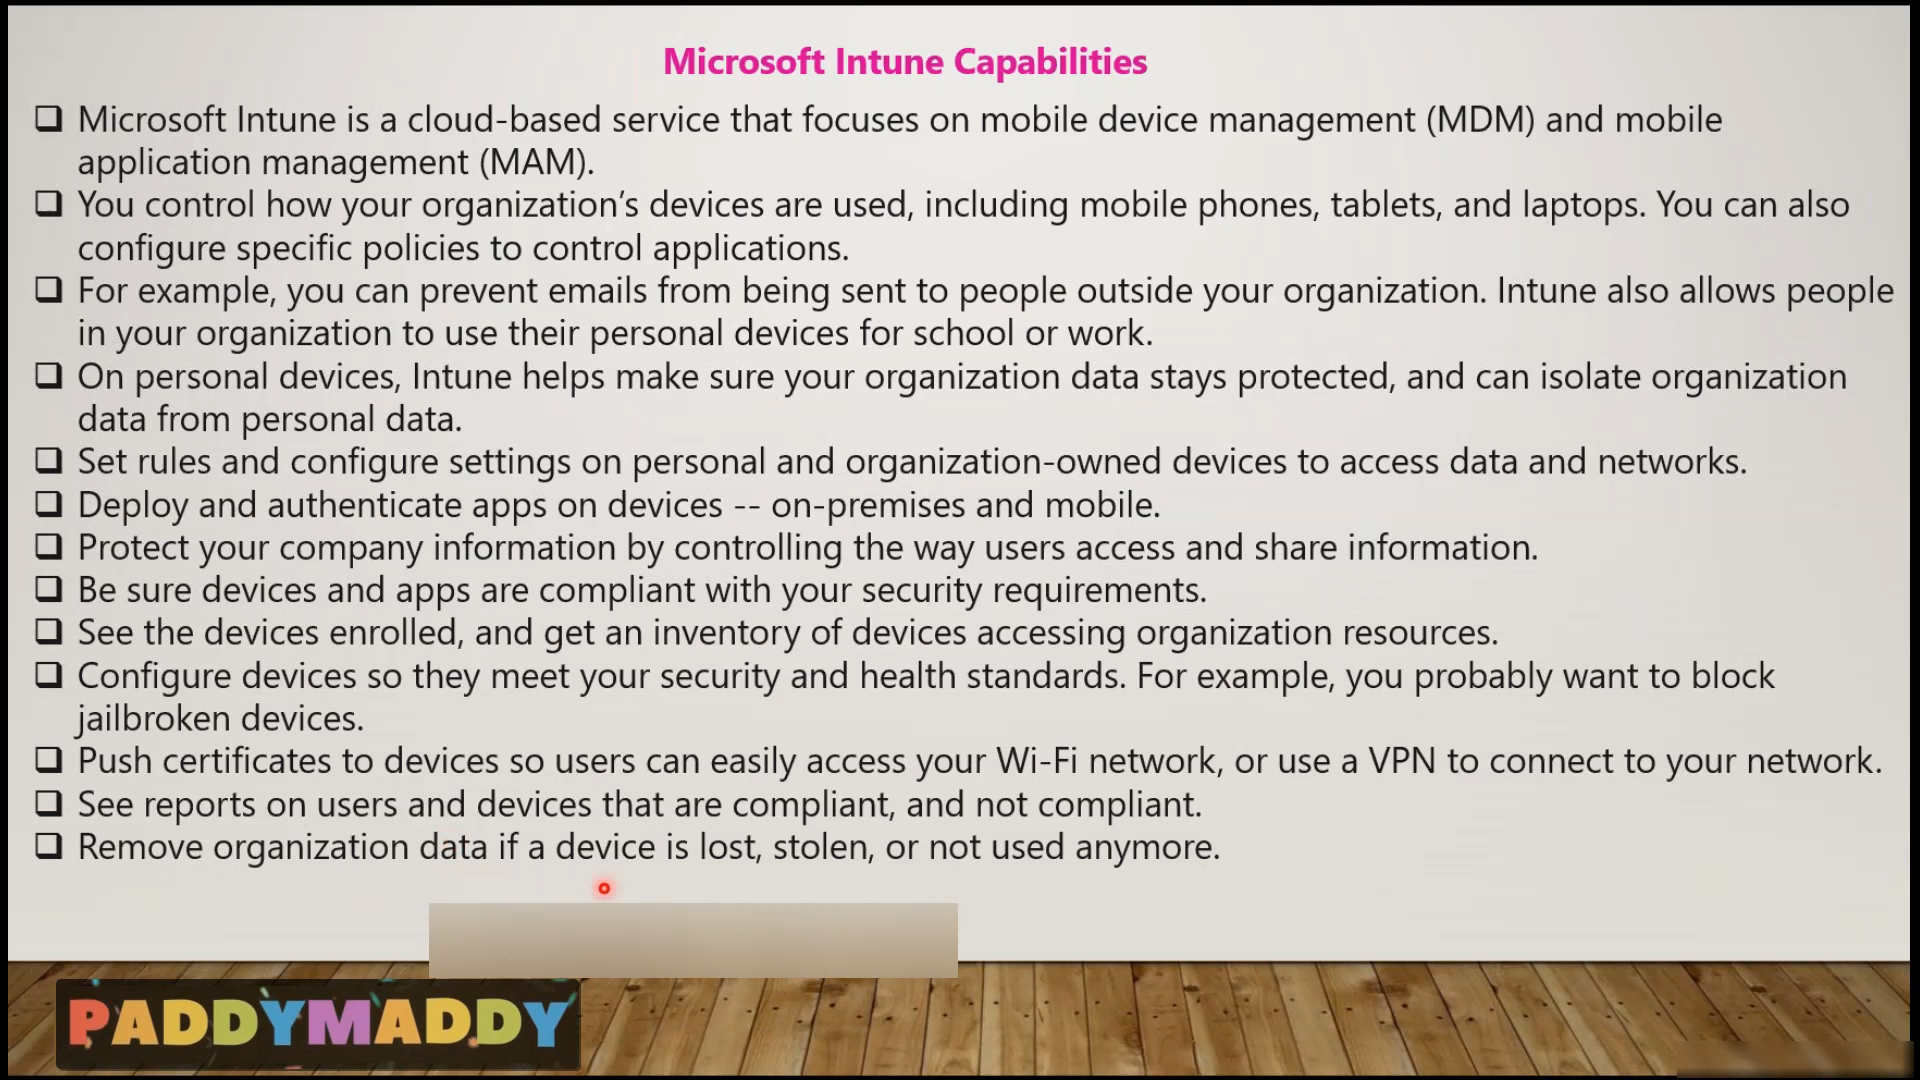 Microsoft Intune Capabilities
❑ Microsoft Intune is a cloud-based service that focuses on mobile device management (MDM) and mobile
application management (MAM).
❑ You control how your organization’s devices are used, including mobile phones, tablets, and laptops. You can also
configure specific policies to control applications.
❑ For example, you can prevent emails from being sent to people outside your organization. Intune also allows people
in your organization to use their personal devices for school or work.
❑ On personal devices, Intune helps make sure your organization data stays protected, and can isolate organization
data from personal data.
❑ Set rules and configure settings on personal and organization-owned devices to access data and networks.
❑ Deploy and authenticate apps on devices -- on-premises and mobile.
❑ Protect your company information by controlling the way users access and share information.
❑ Be sure devices and apps are compliant with your security requirements.
❑ See the devices enrolled, and get an inventory of devices accessing organization resources.
❑ Configure devices so they meet your security and health standards. For example, you probably want to block
jailbroken devices.
❑ Push certificates to devices so users can easily access your Wi-Fi network, or use a VPN to connect to your network.
❑ See reports on users and devices that are compliant, and not compliant.
❑ Remove organization data if a device is lost, stolen, or not used anymore.
PADDYMADDY